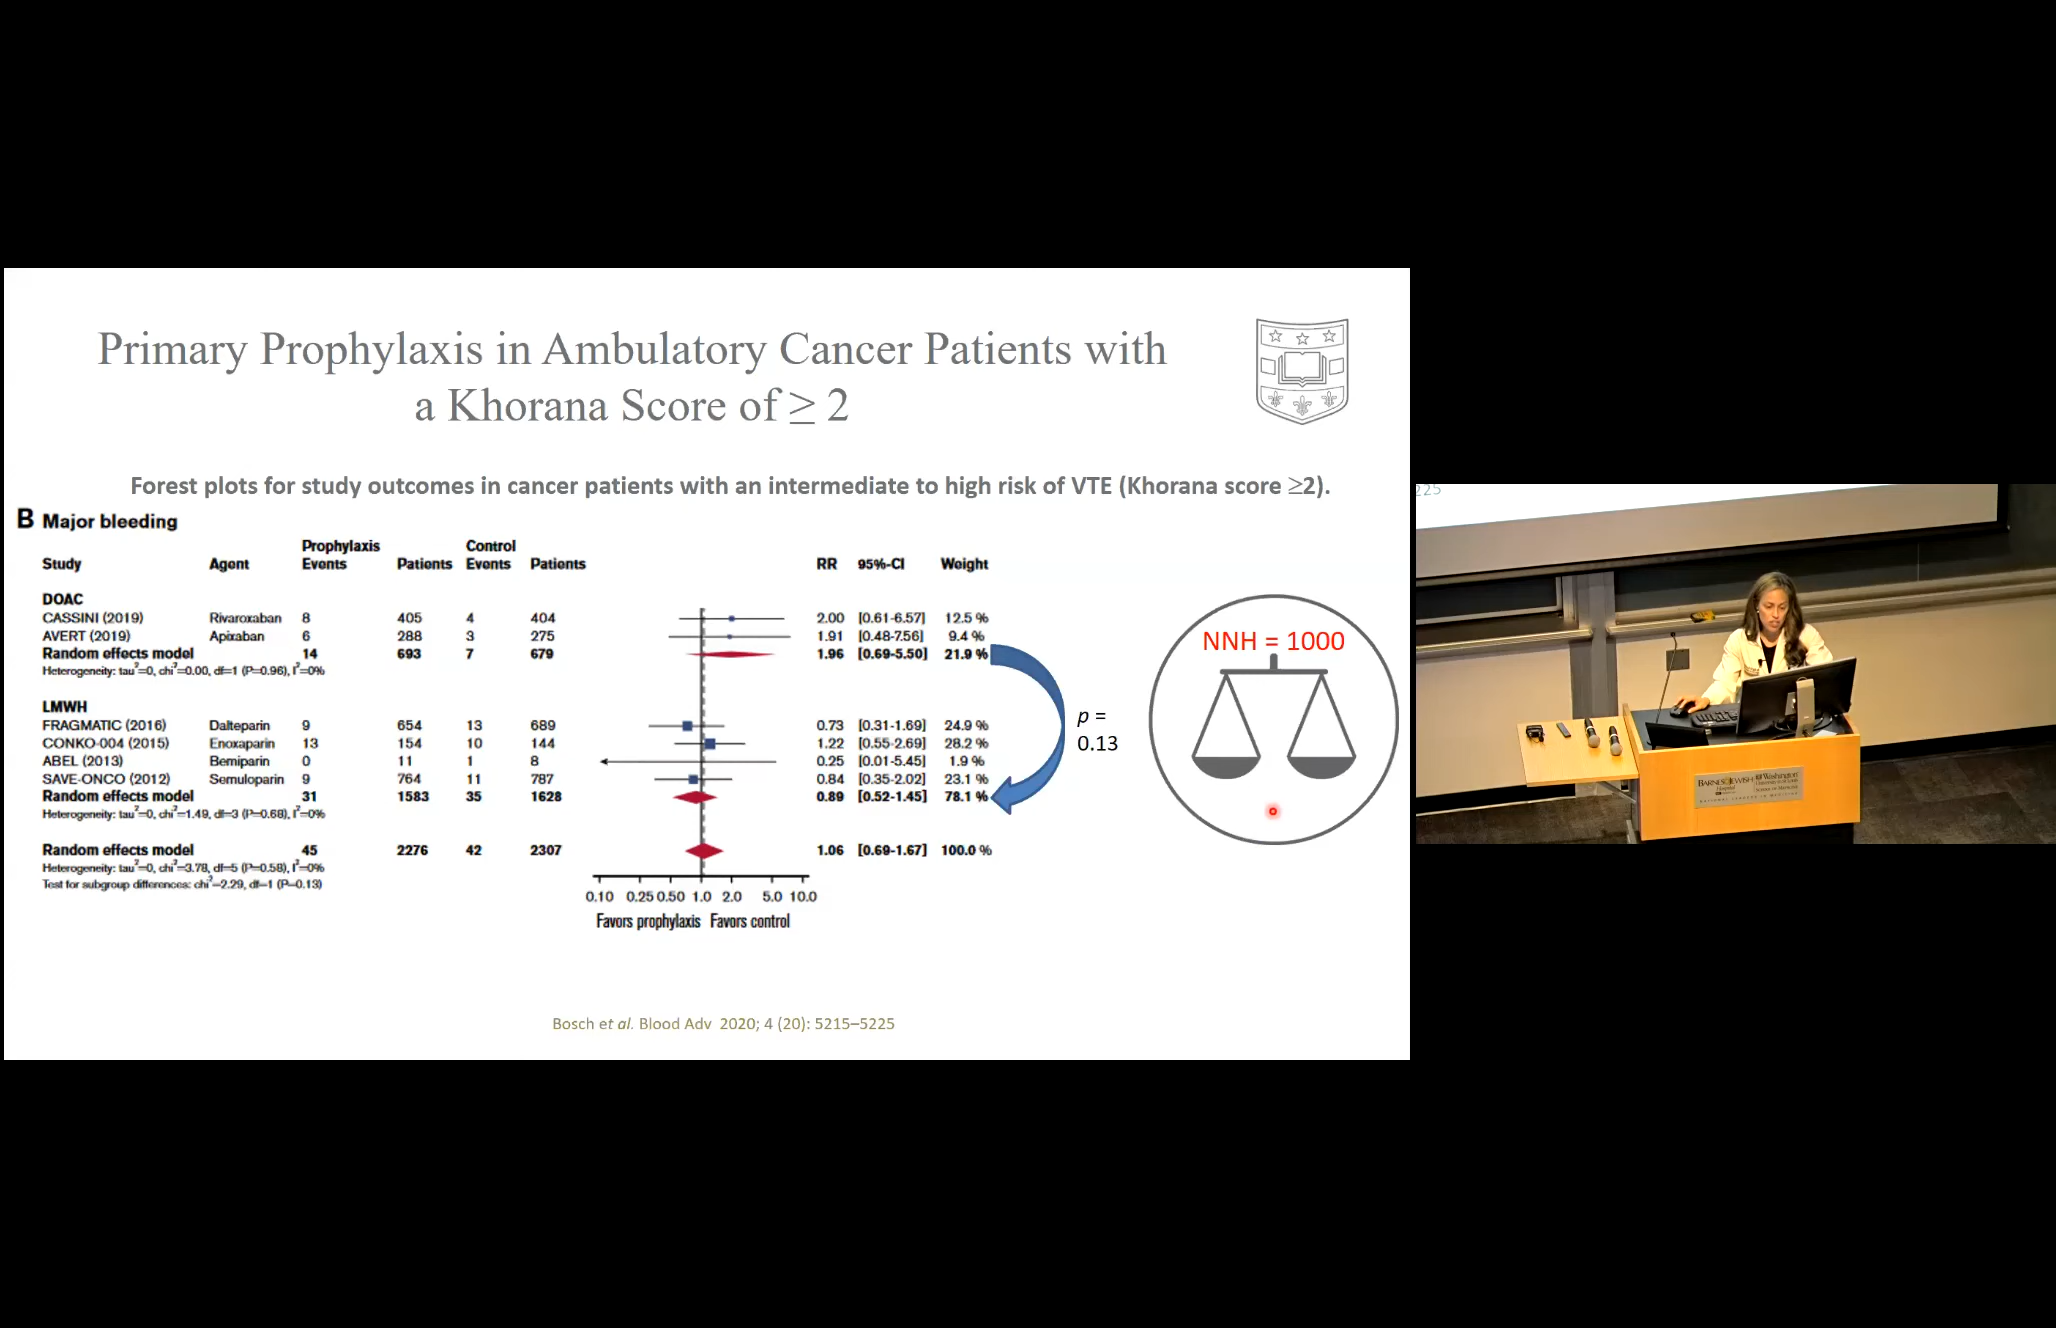 Primary Prophylaxis in Ambulatory Cancer Patients with
a Khorana Score of ≥ 2
Forest plots for study outcomes in cancer patients with an intermediate to high risk of VTE (Khorana score ≥2).
B Major bleeding
Prophylaxis Control
Study Agent Events Patients Events Patients RR 95%-CI Weight
DOAC
CASSINI (2019) Rivaroxaban 8 405 4 404 2.00 [0.61-6.57] 12.5 %
AVERT (2019) Apixaban 6 288 3 275 1.91 [0.48-7.56] 9.4 %
Random effects model 14 693 7 679 1.96 [0.69-5.50] 21.9 %
Heterogeneity: tau²=0, chi²=0.00, df=1 (P=0.96), I²=0%
LMWH
FRAGMATIC (2016) Dalteparin 9 654 13 689 0.73 [0.31-1.69] 24.9 %
CONKO-004 (2015) Enoxaparin 13 154 10 144 1.22 [0.55-2.69] 28.2 %
ABEL (2013) Bemiparin 0 11 1 8 0.25 [0.01-5.45] 1.9 %
SAVE-ONCO (2012) Semuloparin 9 764 11 787 0.84 [0.35-2.02] 23.1 %
Random effects model 31 1583 35 1628 0.89 [0.52-1.45] 78.1 %
Heterogeneity: tau²=0, chi²=1.49, df=3 (P=0.68), I²=0%
Random effects model 45 2276 42 2307 1.06 [0.69-1.67] 100.0 %
Heterogeneity: tau²=0, chi²=3.78, df=5 (P=0.58), I²=0%
Test for subgroup differences: chi²=2.29, df=1 (P=0.13)
0.10 0.25 0.50 1.0 2.0 5.0 10.0
Favors prophylaxis Favors control
p =
0.13
NNH = 1000
Bosch et al. Blood Adv 2020; 4 (20): 5215–5225
225
BARNES JEWISH Washington
Hospital